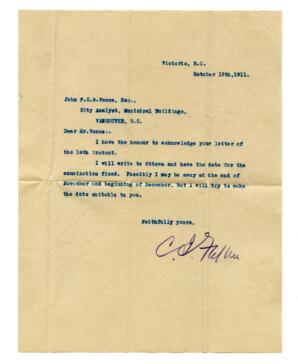 Victoria, B.C.
October 19th,1911.
John F.C.B.Vance, Esq.,
City Analyst, Municipal Buildings,
VANCOUVER, B.C.
Dear Mr.Vance:-
I have the honour to acknowledge your letter of
the 14th instant.
I will write to Ottawa and have the date for the
examination fixed. Possibly I may be away at the end of
November and beginning of December, but I will try to make
the date suitable to you.
Faithfully yours,